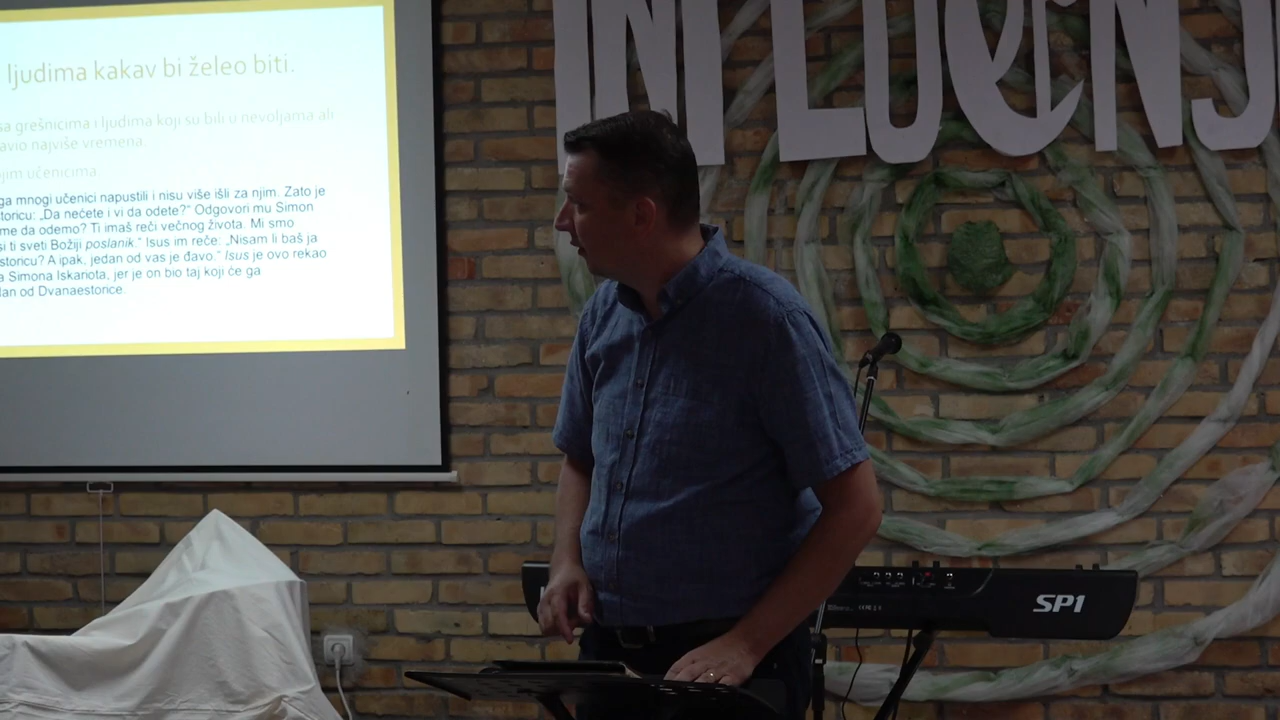 ljudima kakav bi želeo biti.
sa grešnicima i ljudima koji su bili u nevoljama ali
avio najviše vremena.
ojim učenicima
ga mnogi učenici napustili i nisu više išli za njim. Zato je
toricu: „Da nećete i vi da odete?“ Odgovori mu Simon
me da odemo? Ti imaš reči večnog života. Mi smo
si ti sveti Božiji poslanik.“ Isus im reče: „Nisam li baš ja
storicu? A ipak, jedan od vas je đavo.“ Isus je ovo rekao
a Simona Iskariota, jer je on bio taj koji će ga
dan od Dvanaestorice.
INFLUENS
SP1